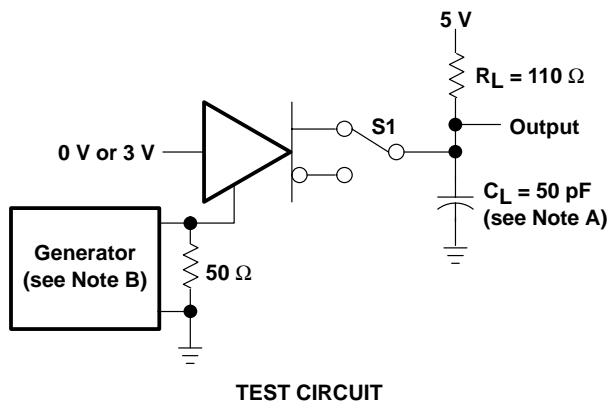 5 V
R_L = 110 Ω
S1
Output
0 V or 3 V
C_L = 50 pF
(see Note A)
Generator
(see Note B)
50 Ω
TEST CIRCUIT